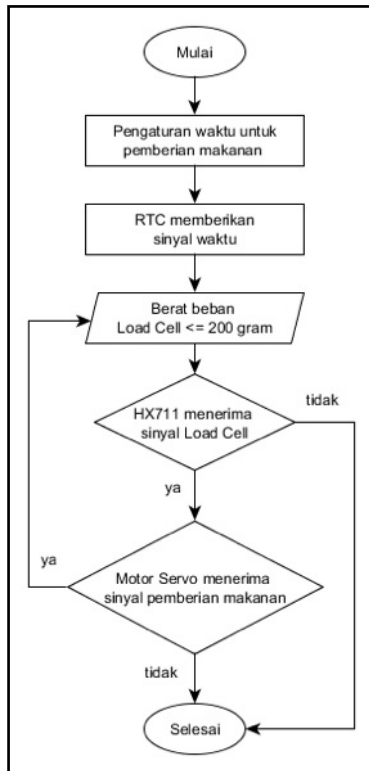 Mulai
Pengaturan waktu untuk
pemberian makanan
RTC memberikan
sinyal waktu
Berat beban
Load Cell <= 200 gram
HX711 menerima
sinyal Load Cell
tidak
ya
Motor Servo menerima
sinyal pemberian makanan
ya
tidak
Selesai